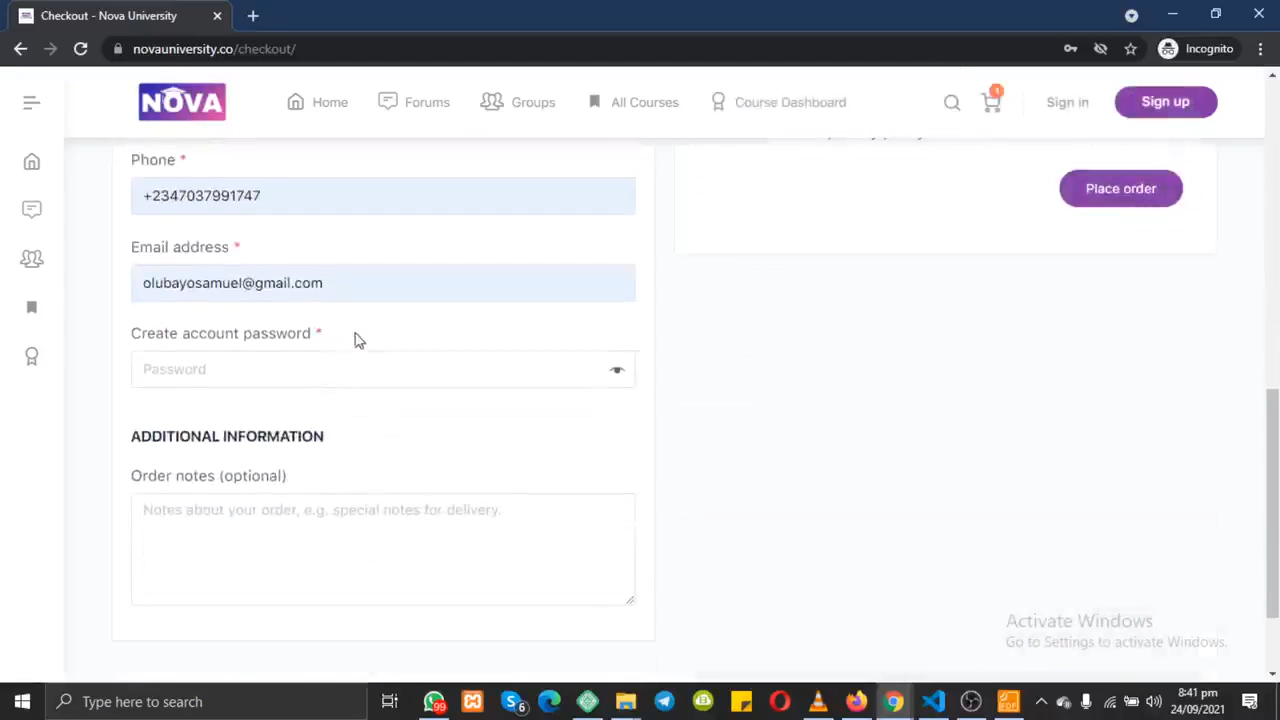 Checkout - Nova University
novauniversity.co/checkout/
Incognito
NOVA
Home
Forums
Groups
All Courses
Course Dashboard
1
Sign in
Sign up
Phone *
+2347037991747
Place order
Email address *
olubayosamuel@gmail.com
Create account password *
Password
ADDITIONAL INFORMATION
Order notes (optional)
Notes about your order, e.g. special notes for delivery.
Activate Windows
Go to Settings to activate Windows.
Type here to search
99
6
8:41 pm
24/09/2021